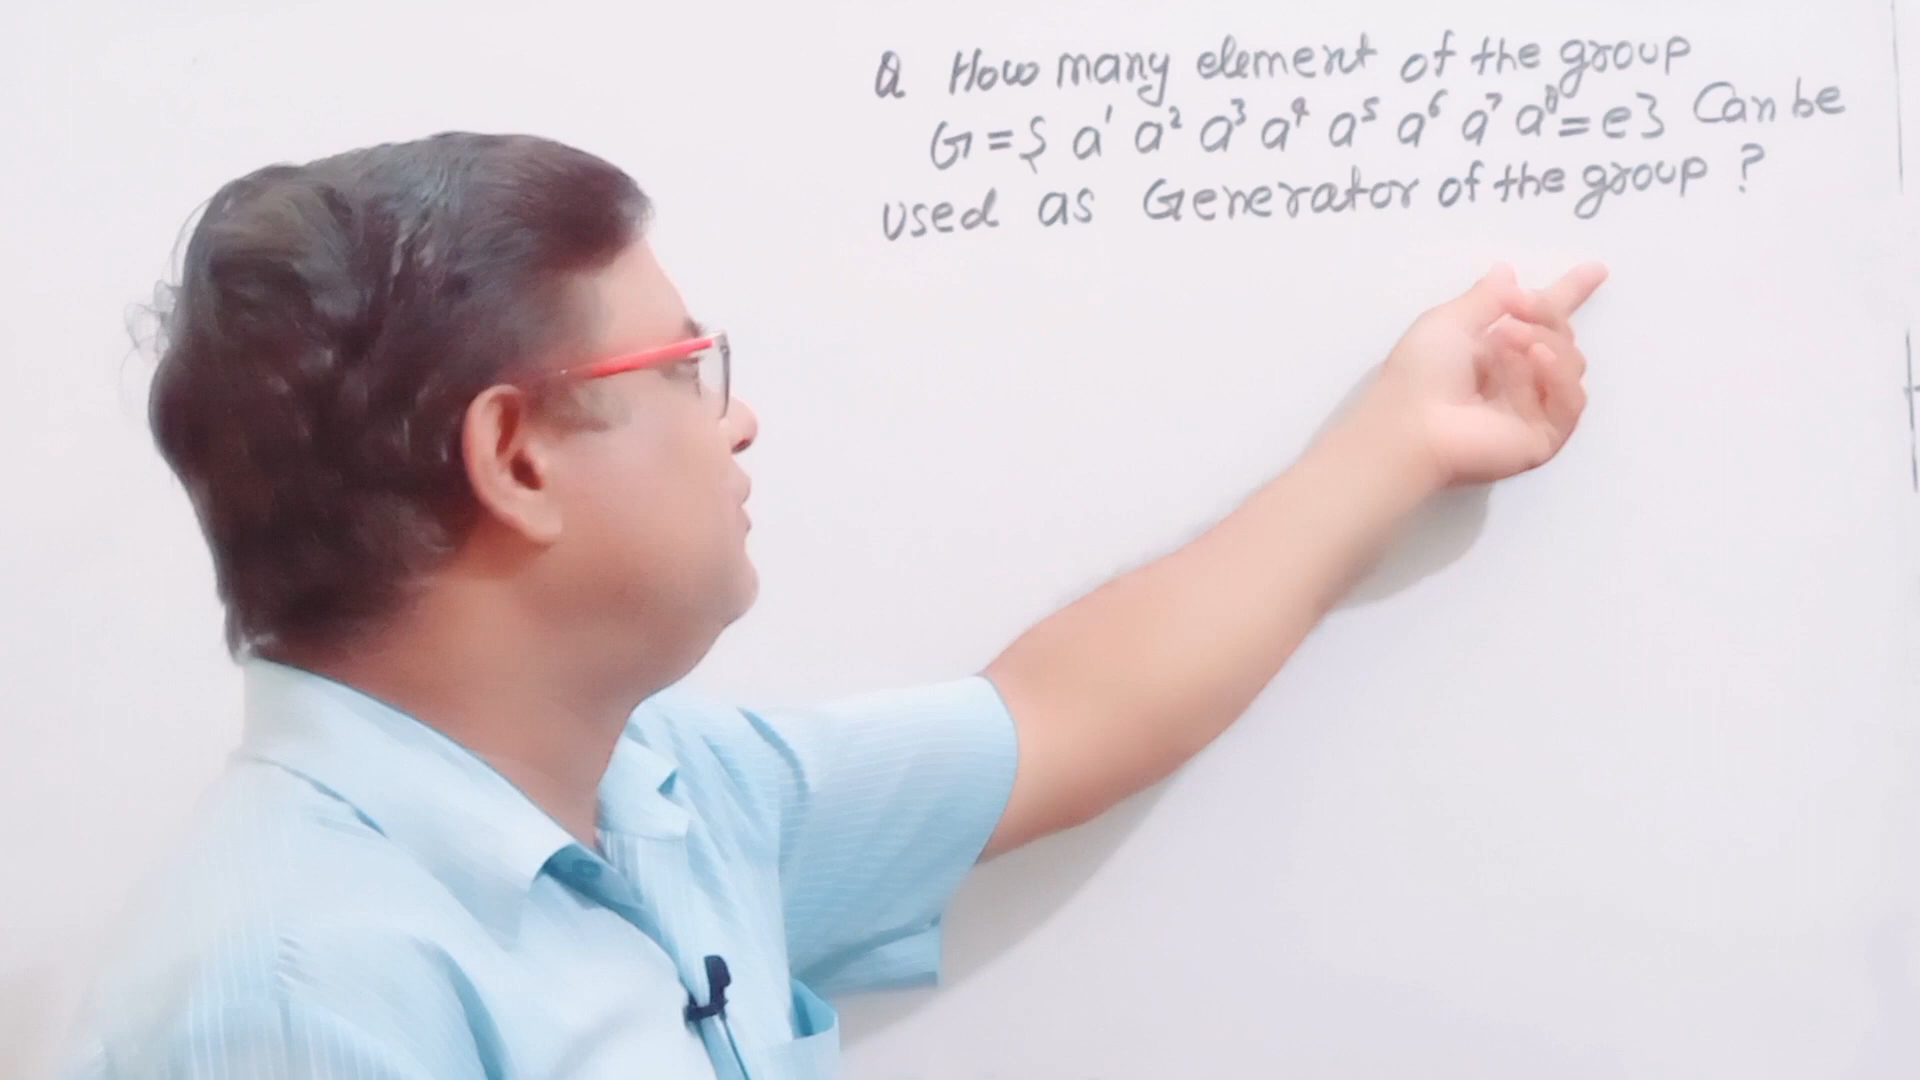 Q How many element of the group
G = { a¹ a² a³ a⁴ a⁵ a⁶ a⁷ a⁸ = e } Can be
used as Generator of the group ?